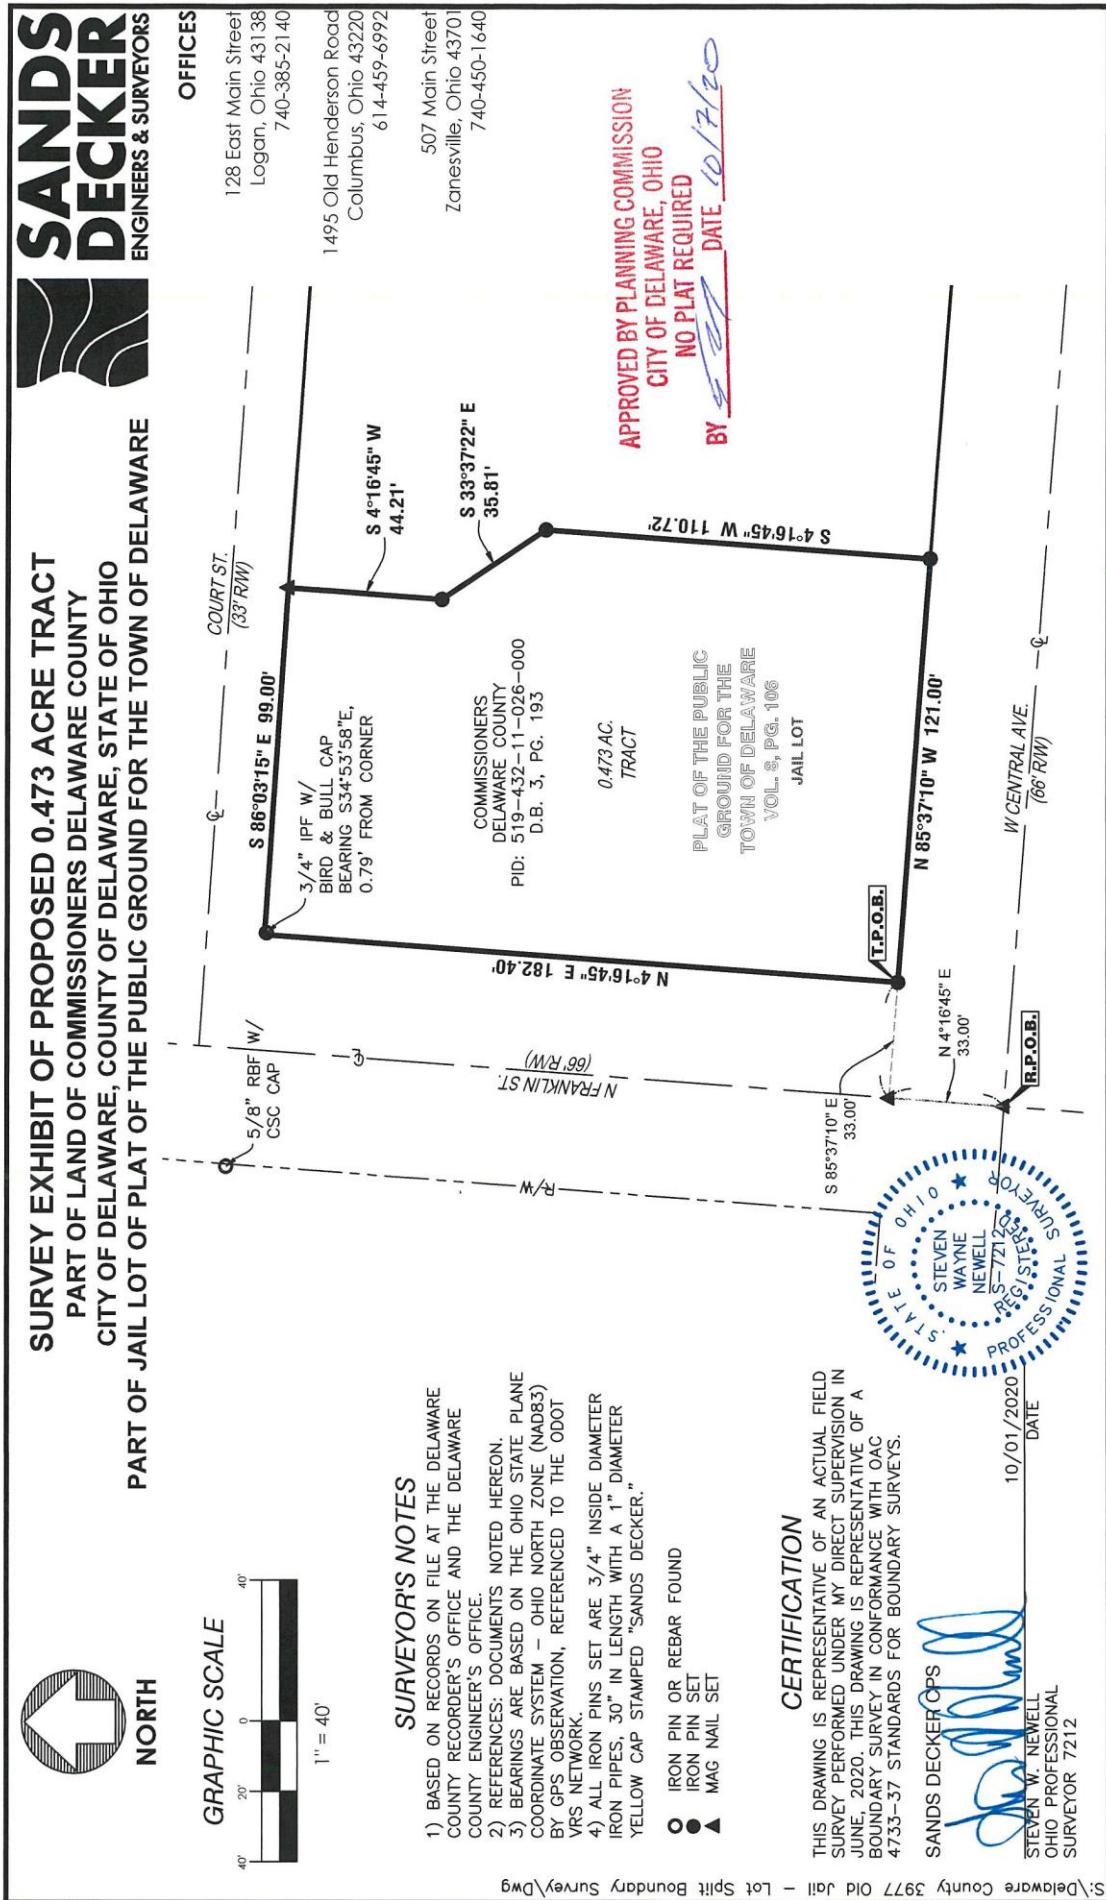 SURVEY EXHIBIT OF PROPOSED 0.473 ACRE TRACT
PART OF LAND OF COMMISSIONERS DELAWARE COUNTY
CITY OF DELAWARE, COUNTY OF DELAWARE, STATE OF OHIO
PART OF JAIL LOT OF PLAT OF THE PUBLIC GROUND FOR THE TOWN OF DELAWARE
SANDS
DECKER
ENGINEERS & SURVEYORS
OFFICES
128 East Main Street
Logan, Ohio 43138
740-385-2140
1495 Old Henderson Road
Columbus, Ohio 43220
614-459-6992
507 Main Street
Zanesville, Ohio 43701
740-450-1640
NORTH
GRAPHIC SCALE
40' 20' 0 40'
1" = 40'
SURVEYOR'S NOTES
1) BASED ON RECORDS ON FILE AT THE DELAWARE
COUNTY RECORDER'S OFFICE AND THE DELAWARE
COUNTY ENGINEER'S OFFICE.
2) REFERENCES: DOCUMENTS NOTED HEREON.
3) BEARINGS ARE BASED ON THE OHIO STATE PLANE
COORDINATE SYSTEM – OHIO NORTH ZONE (NAD83)
BY GPS OBSERVATION, REFERENCED TO THE ODOT
VRS NETWORK.
4) ALL IRON PINS SET ARE 3/4" INSIDE DIAMETER
IRON PIPES, 30" IN LENGTH WITH A 1" DIAMETER
YELLOW CAP STAMPED "SANDS DECKER."
IRON PIN OR REBAR FOUND
IRON PIN SET
MAG NAIL SET
CERTIFICATION
THIS DRAWING IS REPRESENTATIVE OF AN ACTUAL FIELD
SURVEY PERFORMED UNDER MY DIRECT SUPERVISION IN
JUNE, 2020. THIS DRAWING IS REPRESENTATIVE OF A
BOUNDARY SURVEY IN CONFORMANCE WITH OAC
4733-37 STANDARDS FOR BOUNDARY SURVEYS.
SANDS DECKER CPS
10/01/2020
STEVEN W. NEWELL DATE
OHIO PROFESSIONAL
SURVEYOR 7212
STATE OF OHIO
STEVEN
WAYNE
NEWELL
S-7212
REGISTERED
PROFESSIONAL SURVEYOR
5/8" RBF W/
CSC CAP
R/W
N FRANKLIN ST.
(66' R/W)
COURT ST.
(33' R/W)
S 86°03'15" E 99.00'
3/4" IPF W/
BIRD & BULL CAP
BEARING S34°53'58"E,
0.79' FROM CORNER
S 4°16'45" W
44.21'
S 33°37'22" E
35.81'
S 4°16'45" W 110.72'
COMMISSIONERS
DELAWARE COUNTY
PID: 519-432-11-026-000
D.B. 3, PG. 193
0.473 AC.
TRACT
PLAT OF THE PUBLIC
GROUND FOR THE
TOWN OF DELAWARE
VOL. 8, PG. 106
JAIL LOT
N 4°16'45" E 182.40'
T.P.O.B.
N 85°37'10" W 121.00'
S 85°37'10" E
33.00'
N 4°16'45" E
33.00'
R.P.O.B.
W CENTRAL AVE.
(66' R/W)
APPROVED BY PLANNING COMMISSION
CITY OF DELAWARE, OHIO
NO PLAT REQUIRED
BY DATE 10/7/20
S:\Delaware County 3977 Old Jail – Lot Split Boundary Survey\Dwg